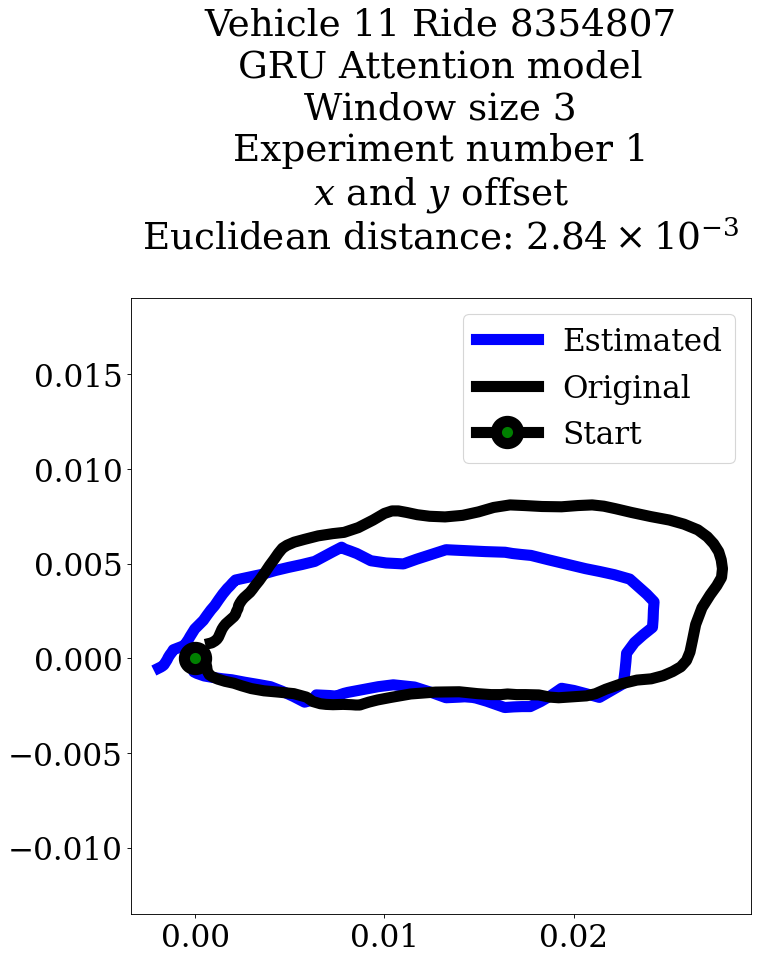 Vehicle 11 Ride 8354807
GRU Attention model
Window size 3
Experiment number 1
x and y offset
Euclidean distance: 2.84 × 10⁻³
Estimated
Original
Start
0.015
0.010
0.005
0.000
−0.005
−0.010
0.00 0.01 0.02